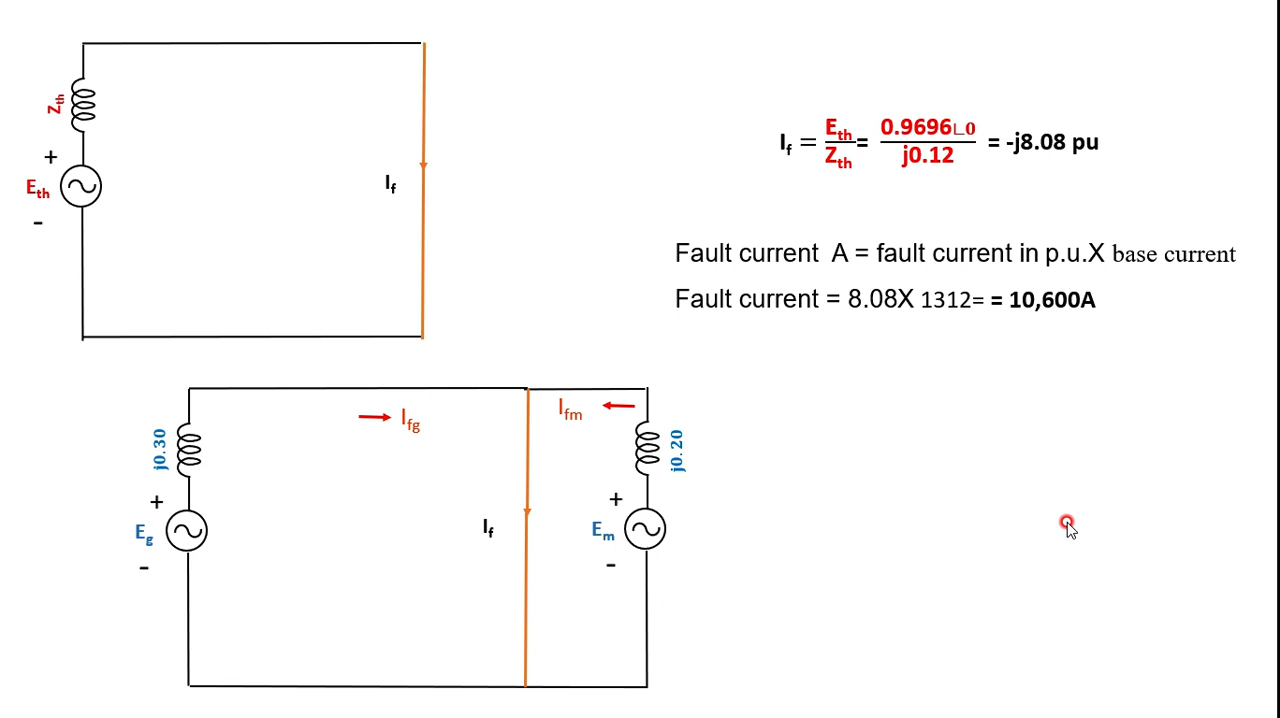 Zth
+
Eth
-
If
If = Eth/Zth = 0.9696∟0/j0.12 = -j8.08 pu
Fault current A = fault current in p.u.X base current
Fault current = 8.08X 1312= = 10,600A
Ifg
Ifm
j0.30
j0.20
+
Eg
-
If
+
Em
-